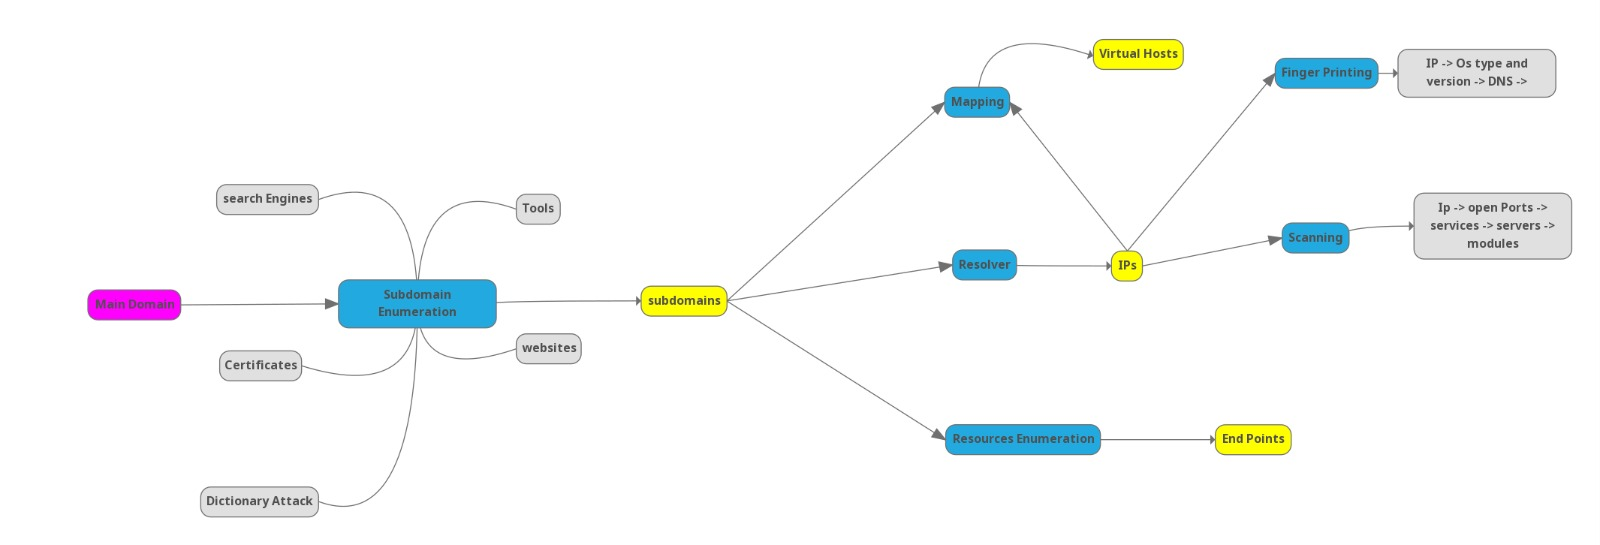 Main Domain
search Engines
Tools
Subdomain
Enumeration
Certificates
websites
Dictionary Attack
subdomains
Mapping
Virtual Hosts
Resolver
IPs
Finger Printing
IP -> Os type and
version -> DNS ->
Scanning
Ip -> open Ports ->
services -> servers ->
modules
Resources Enumeration
End Points